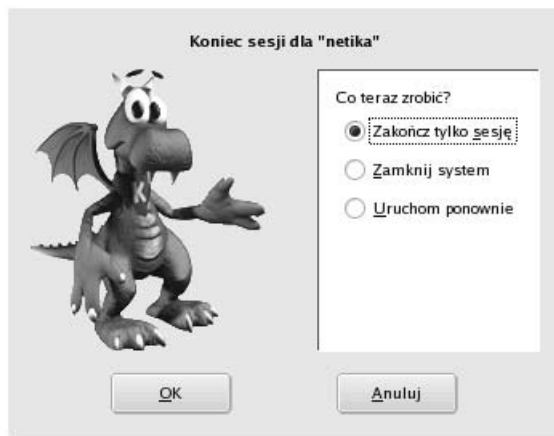 Koniec sesji dla "netika"
K
Co teraz zrobić?
Zakończ tylko sesję
Zamknij system
Uruchom ponownie
OK
Anuluj